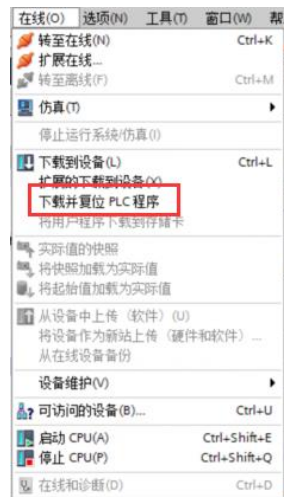 在线(O) 选项(N) 工具(T) 窗口(W) 帮
转至在线(N) Ctrl+K
扩展在线...
转至离线(F) Ctrl+M
仿真(T)
停止运行系统/仿真(I)
下载到设备(L) Ctrl+L
扩展的下载到设备(X)
下载并复位 PLC 程序
将用户程序下载到存储卡
实际值的快照
将快照加载为实际值
将起始值加载为实际值
从设备中上传（软件）(U)
将设备作为新站上传（硬件和软件）...
从在线设备备份
设备维护(V)
可访问的设备(B)... Ctrl+U
启动 CPU(A) Ctrl+Shift+E
停止 CPU(P) Ctrl+Shift+Q
在线和诊断(D) Ctrl+D